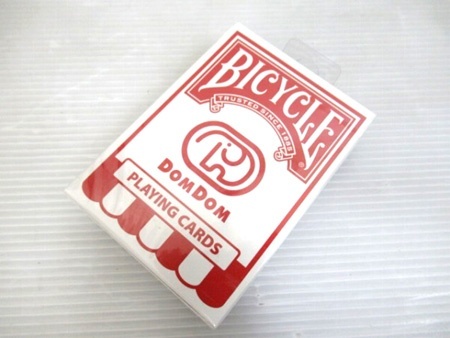 BICYCLE
TRUSTED SINCE 1885
DOMDOM
PLAYING CARDS